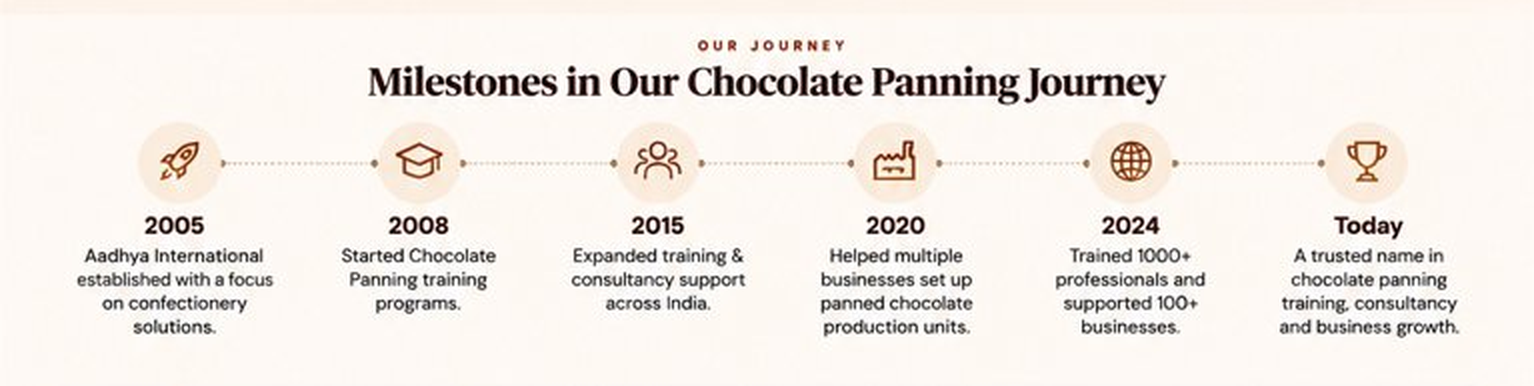 OUR JOURNEY
Milestones in Our Chocolate Panning Journey
2005
Aadhya International
established with a focus
on confectionery
solutions.
2008
Started Chocolate
Panning training
programs.
2015
Expanded training &
consultancy support
across India.
2020
Helped multiple
businesses set up
panned chocolate
production units.
2024
Trained 1000+
professionals and
supported 100+
businesses.
Today
A trusted name in
chocolate panning
training, consultancy
and business growth.